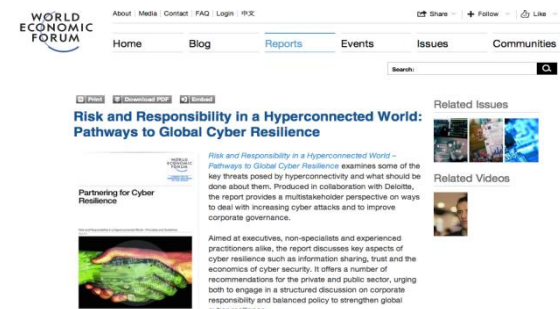 WORLD
ECONOMIC
FORUM
About Media Contact FAQ Login 中文
Share + Follow Like
Home Blog Reports Events Issues Communities
Search:
Print Download PDF Embed
Risk and Responsibility in a Hyperconnected World:
Pathways to Global Cyber Resilience
Related Issues
Related Videos
WORLD
ECONOMIC
FORUM
Partnering for Cyber
Resilience
Risk and Responsibility in a Hyperconnected World –
Pathways to Global Cyber Resilience examines some of the
key threats posed by hyperconnectivity and what should be
done about them. Produced in collaboration with Deloitte,
the report provides a multistakeholder perspective on ways
to deal with increasing cyber attacks and to improve
corporate governance.
Aimed at executives, non-specialists and experienced
practitioners alike, the report discusses key aspects of
cyber resilience such as information sharing, trust and the
economics of cyber security. It offers a number of
recommendations for the private and public sector, urging
both to engage in a structured discussion on corporate
responsibility and balanced policy to strengthen global